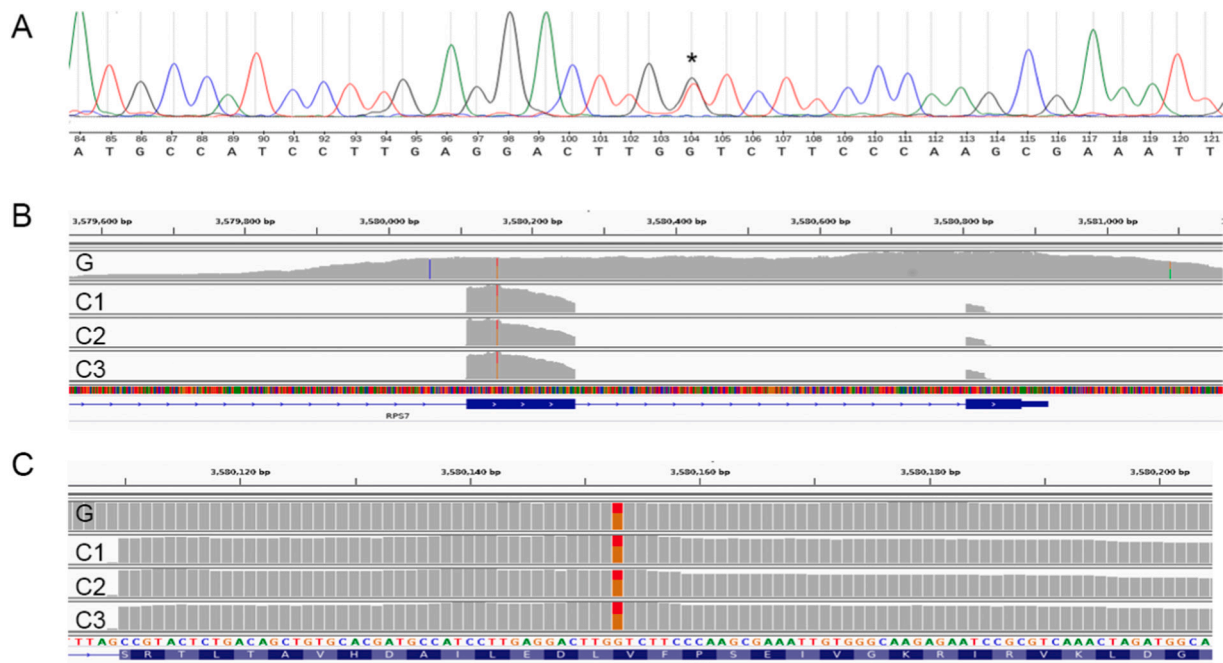 A
*
84 85 86 87 88 89 90 91 92 93 94 95 96 97 98 99 100 101 102 103 104 105 106 107 108 109 110 111 112 113 114 115 116 117 118 119 120 121
A T G C C A T C C T T G A G G A C T T G G T C T T C C C A A G C G A A A T T
B
3,579,600 bp 3,579,800 bp 3,580,000 bp 3,580,200 bp 3,580,400 bp 3,580,600 bp 3,580,800 bp 3,581,000 bp
G
C1
C2
C3
RPS7
C
3,580,120 bp 3,580,140 bp 3,580,160 bp 3,580,180 bp 3,580,200 bp
G
C1
C2
C3
TTAGCCGTACTCTGACAGCTGTGCACGATGCCATCCTTGAGGACTTGGTCTTCCCAAGCGAAATTGTGGGCAAGAGAATCCGCGTCAAACTAGATGGCA
S R T L T A V H D A I L E D L V F P S E I V G K R I R V K L D G